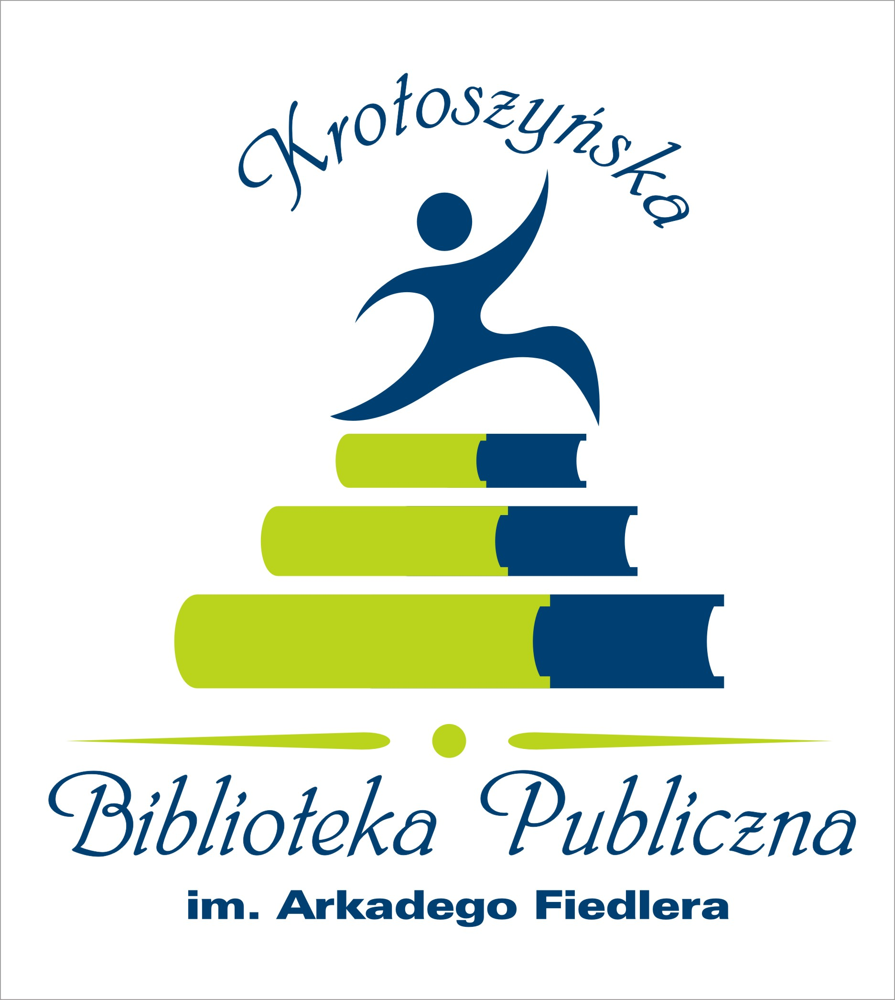 Krotoszyńska
Biblioteka Publiczna
im. Arkadego Fiedlera